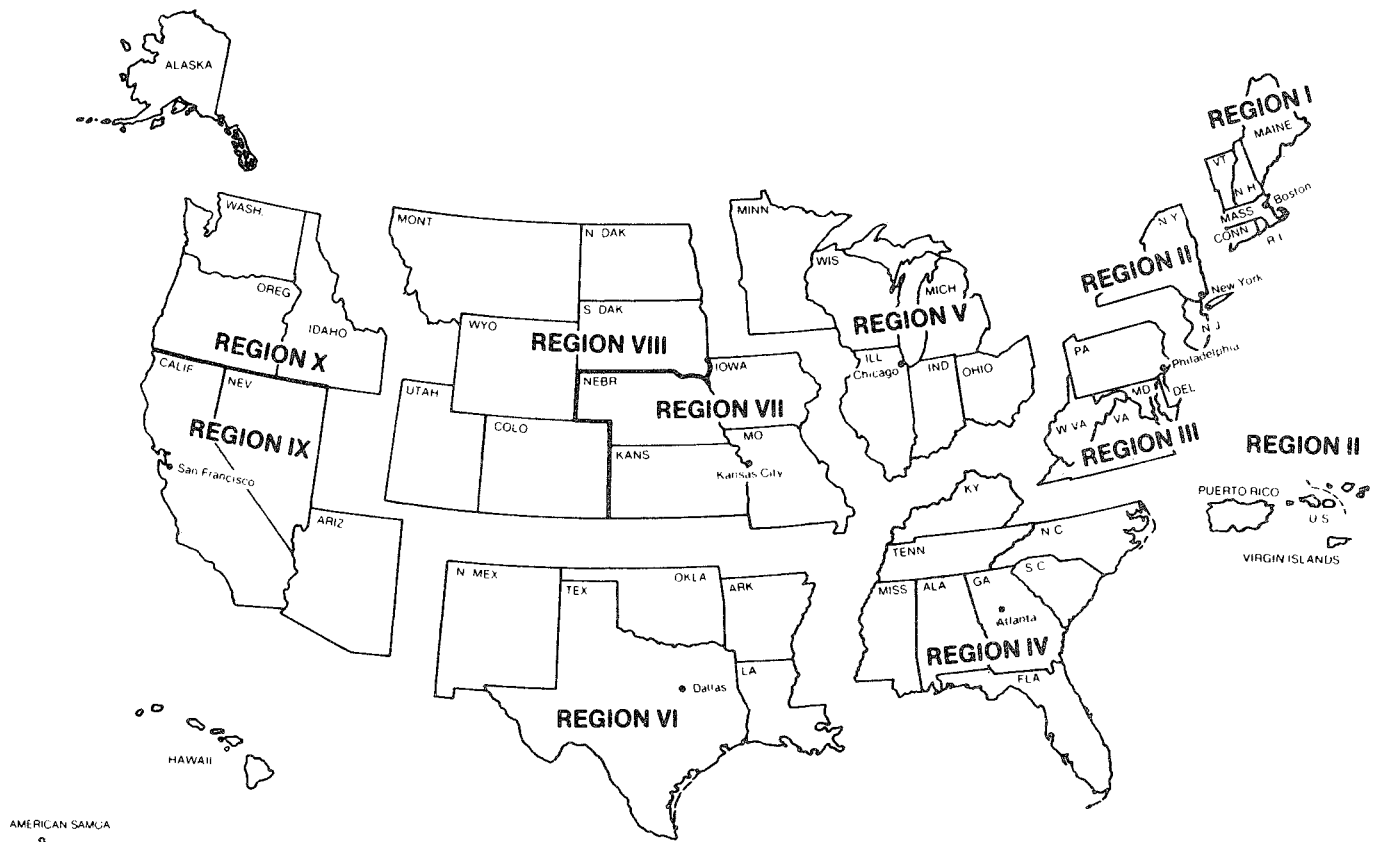 ALASKA
REGION I
MAINE
VT
N H
Boston
MASS
CONN
R I
WASH.
MONT
N DAK
MINN
WIS
MICH
N Y
REGION II
New York
N J
OREG
IDAHO
REGION X
WYO
S DAK
REGION VIII
REGION V
PA
Philadelphia
CALIF
NEV
UTAH
NEBR
IOWA
ILL
Chicago
IND
OHIO
MD
DEL
REGION IX
COLO
REGION VII
W VA
VA
REGION III
REGION II
San Francisco
KANS
MO
Kansas City
KY
PUERTO RICO
U S
VIRGIN ISLANDS
ARIZ
N C
TENN
S C
N MEX
OKLA
TEX
ARK
MISS
ALA
GA
Atlanta
REGION IV
LA
FLA
Dallas
REGION VI
HAWAII
AMERICAN SAMOA